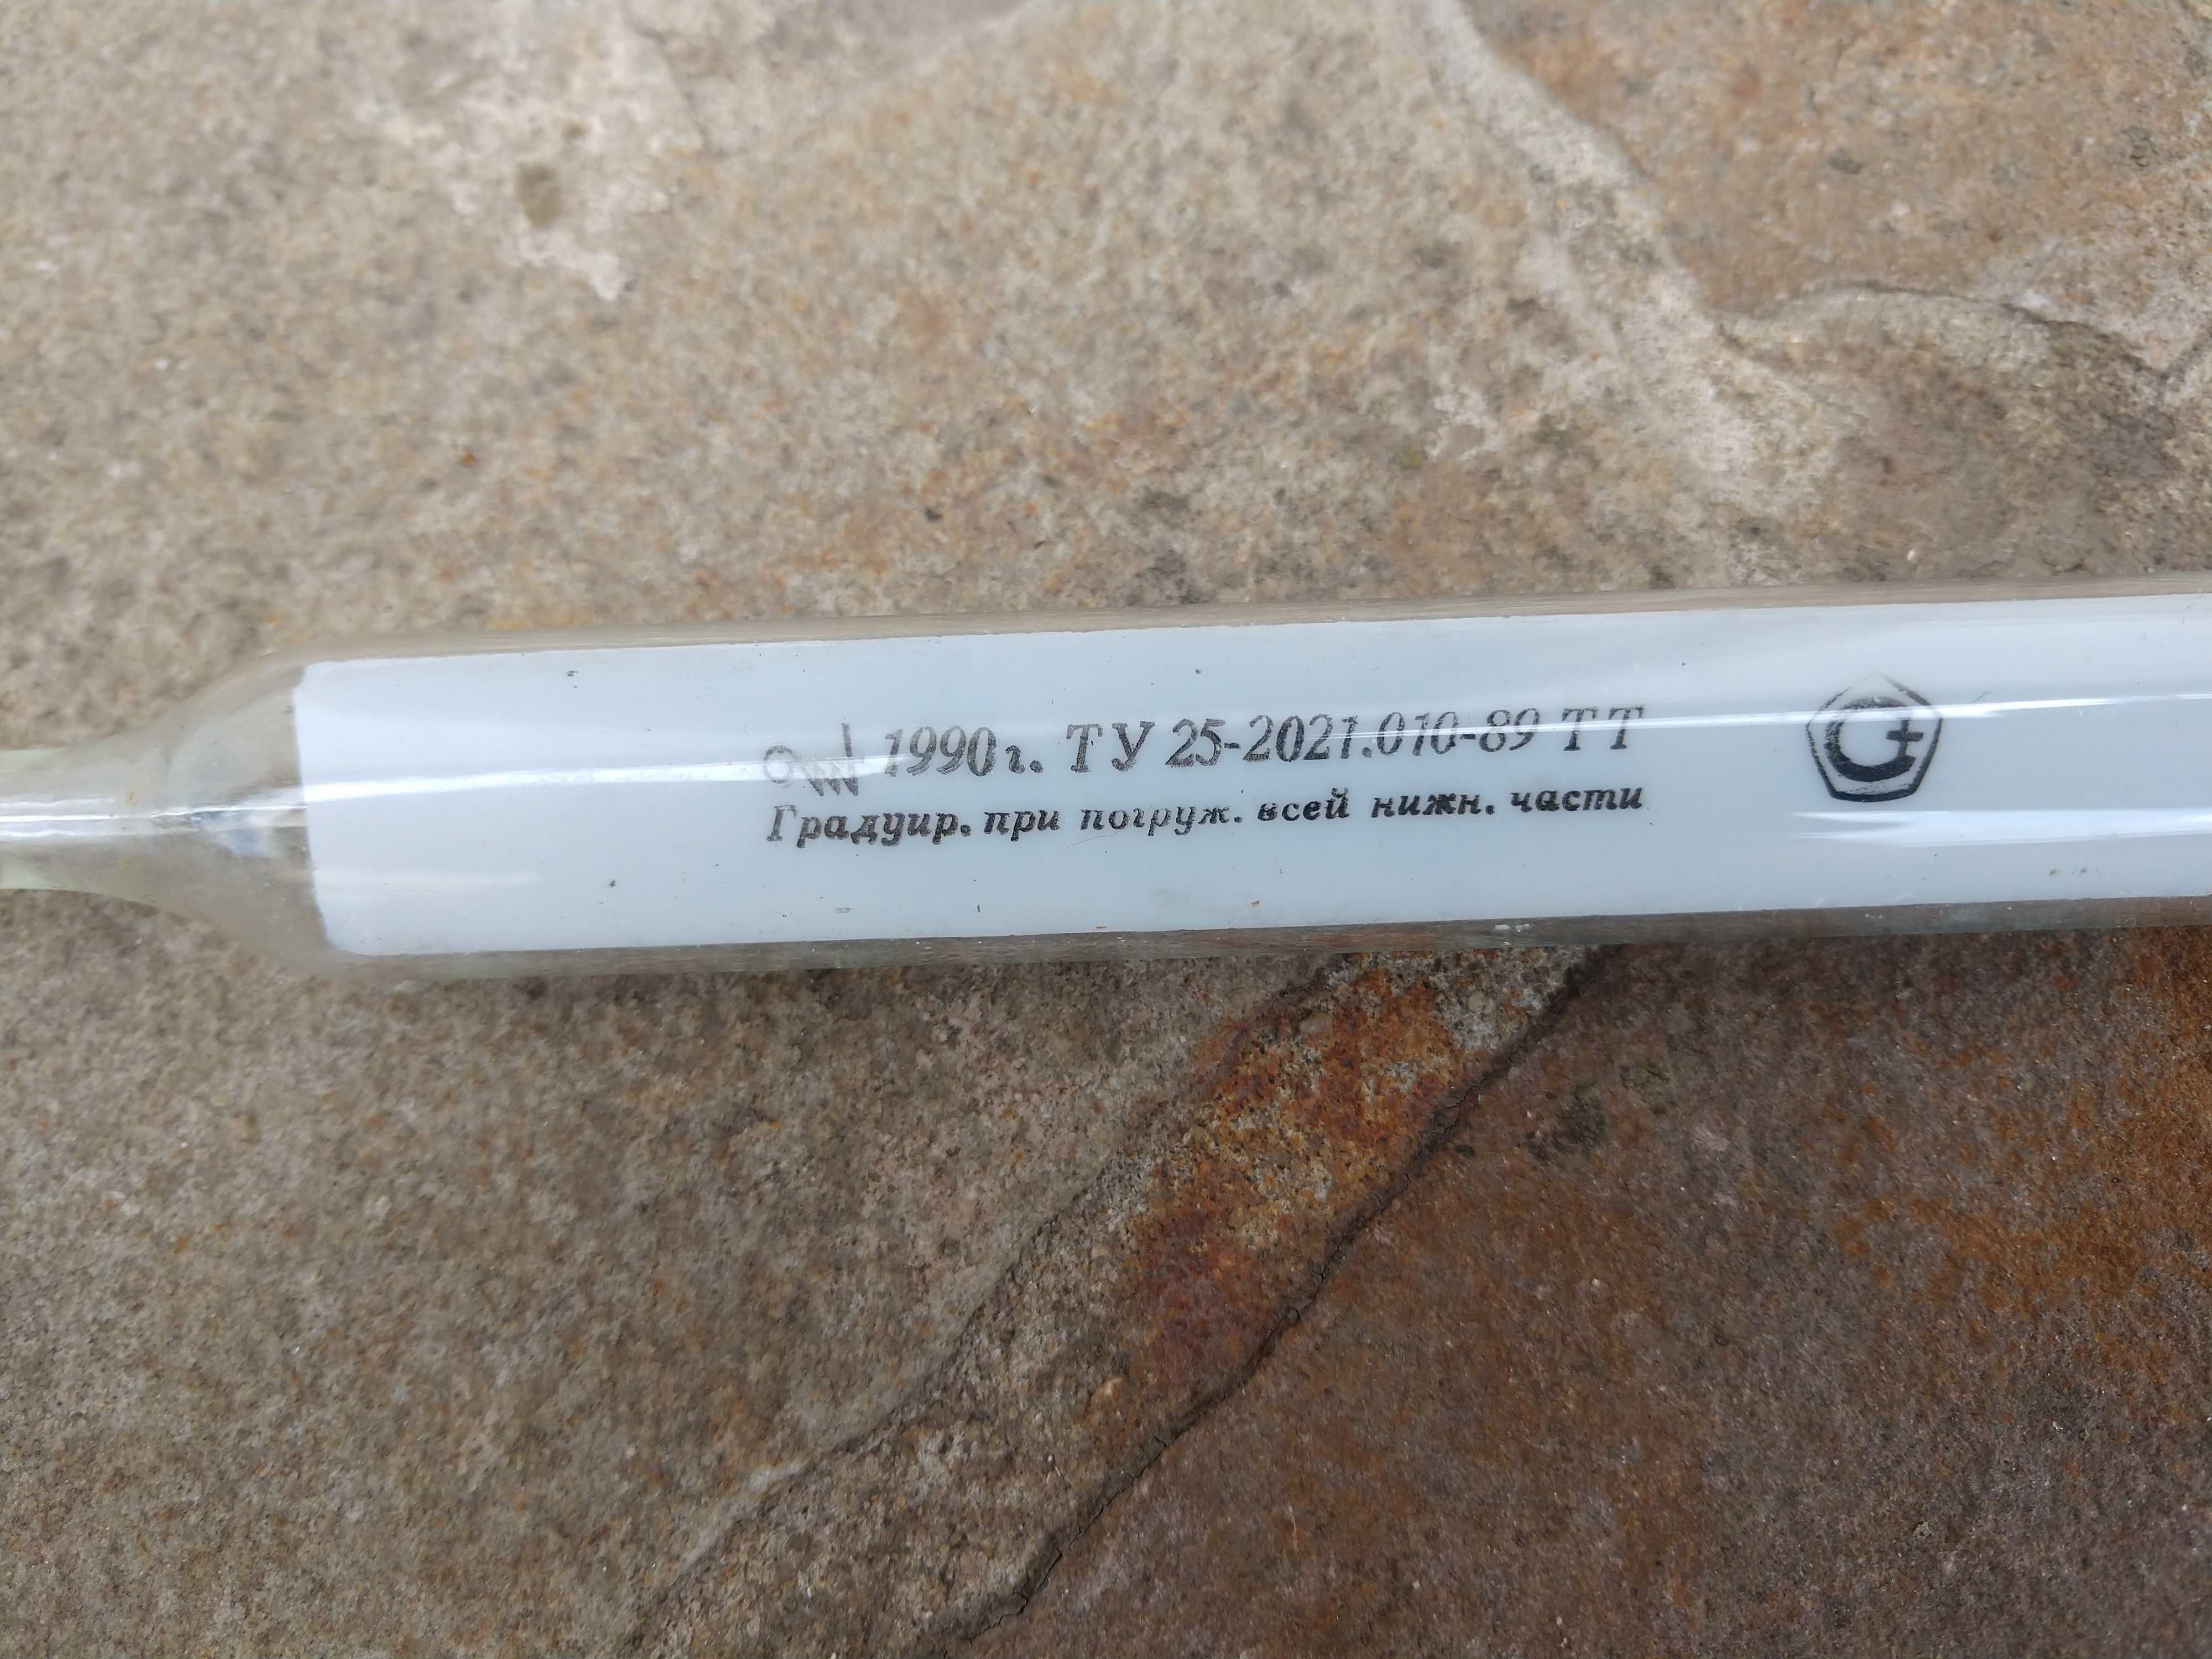 1990г. ТУ 25-2021.010-89 ТТ
Градуир. при погруж. всей нижн. части